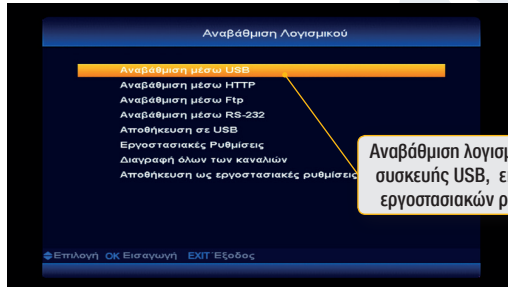 Αναβάθμιση Λογισμικού
Αναβάθμιση μέσω USB
Αναβάθμιση μέσω HTTP
Αναβάθμιση μέσω Ftp
Αναβάθμιση μέσω RS-232
Αποθήκευση σε USB
Εργοστασιακές Ρυθμίσεις
Διαγραφή όλων των καναλιών
Αποθήκευση ως εργοστασιακές ρυθμίσεις
Αναβάθμιση
συσκευής USB,
εργοστασιακών
Επιλογή OK Εισαγωγή EXIT Έξοδος